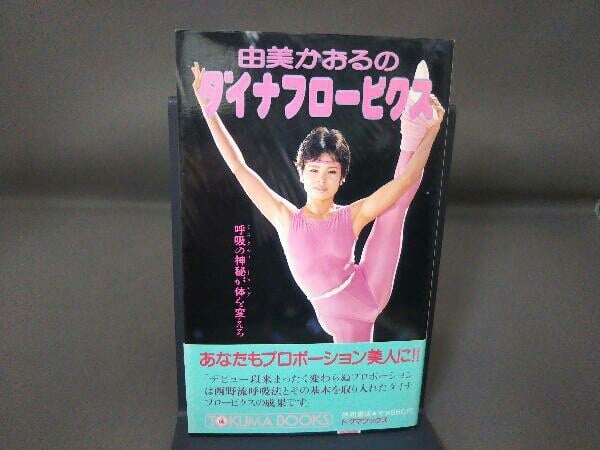 由美かおるの
ダイナフロービクス
呼吸の神秘が体を変える
あなたもプロポーション美人に!!
「デビュー以来まったく変わらぬプロポーション
は西野流呼吸法とその基本を取り入れたダイナ
フロービクスの成果です。」
TOKUMA BOOKS
徳間書店
トクマブックス